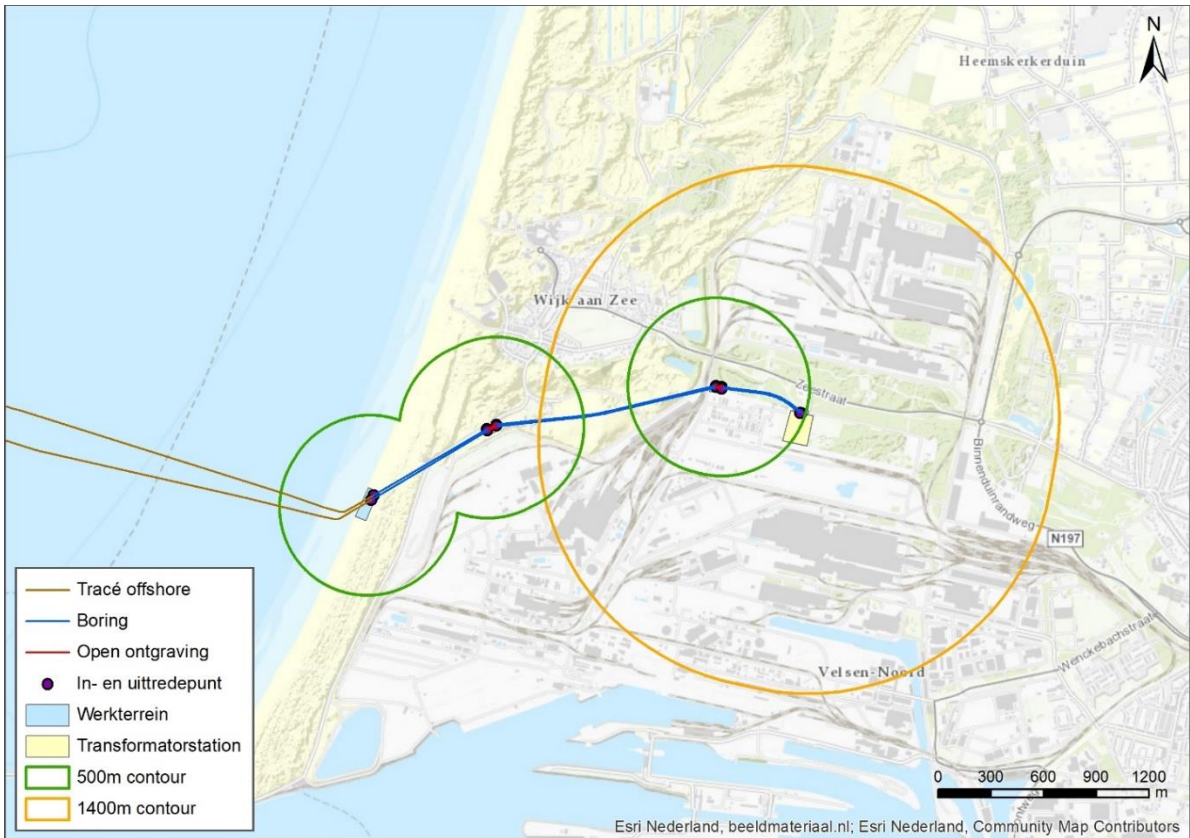 N
Heemskerkerduin
Wijk aan Zee
Zeestraat
Binnenduinrandweg
N197
Wenckebachstraat
Velsen-Noord
Tracé offshore
Boring
Open ontgraving
In- en uittredepunt
Werkterrein
Transformatorstation
500m contour
1400m contour
0 300 600 900 1200
m
Esri Nederland, beeldmateriaal.nl; Esri Nederland, Community Map Contributors